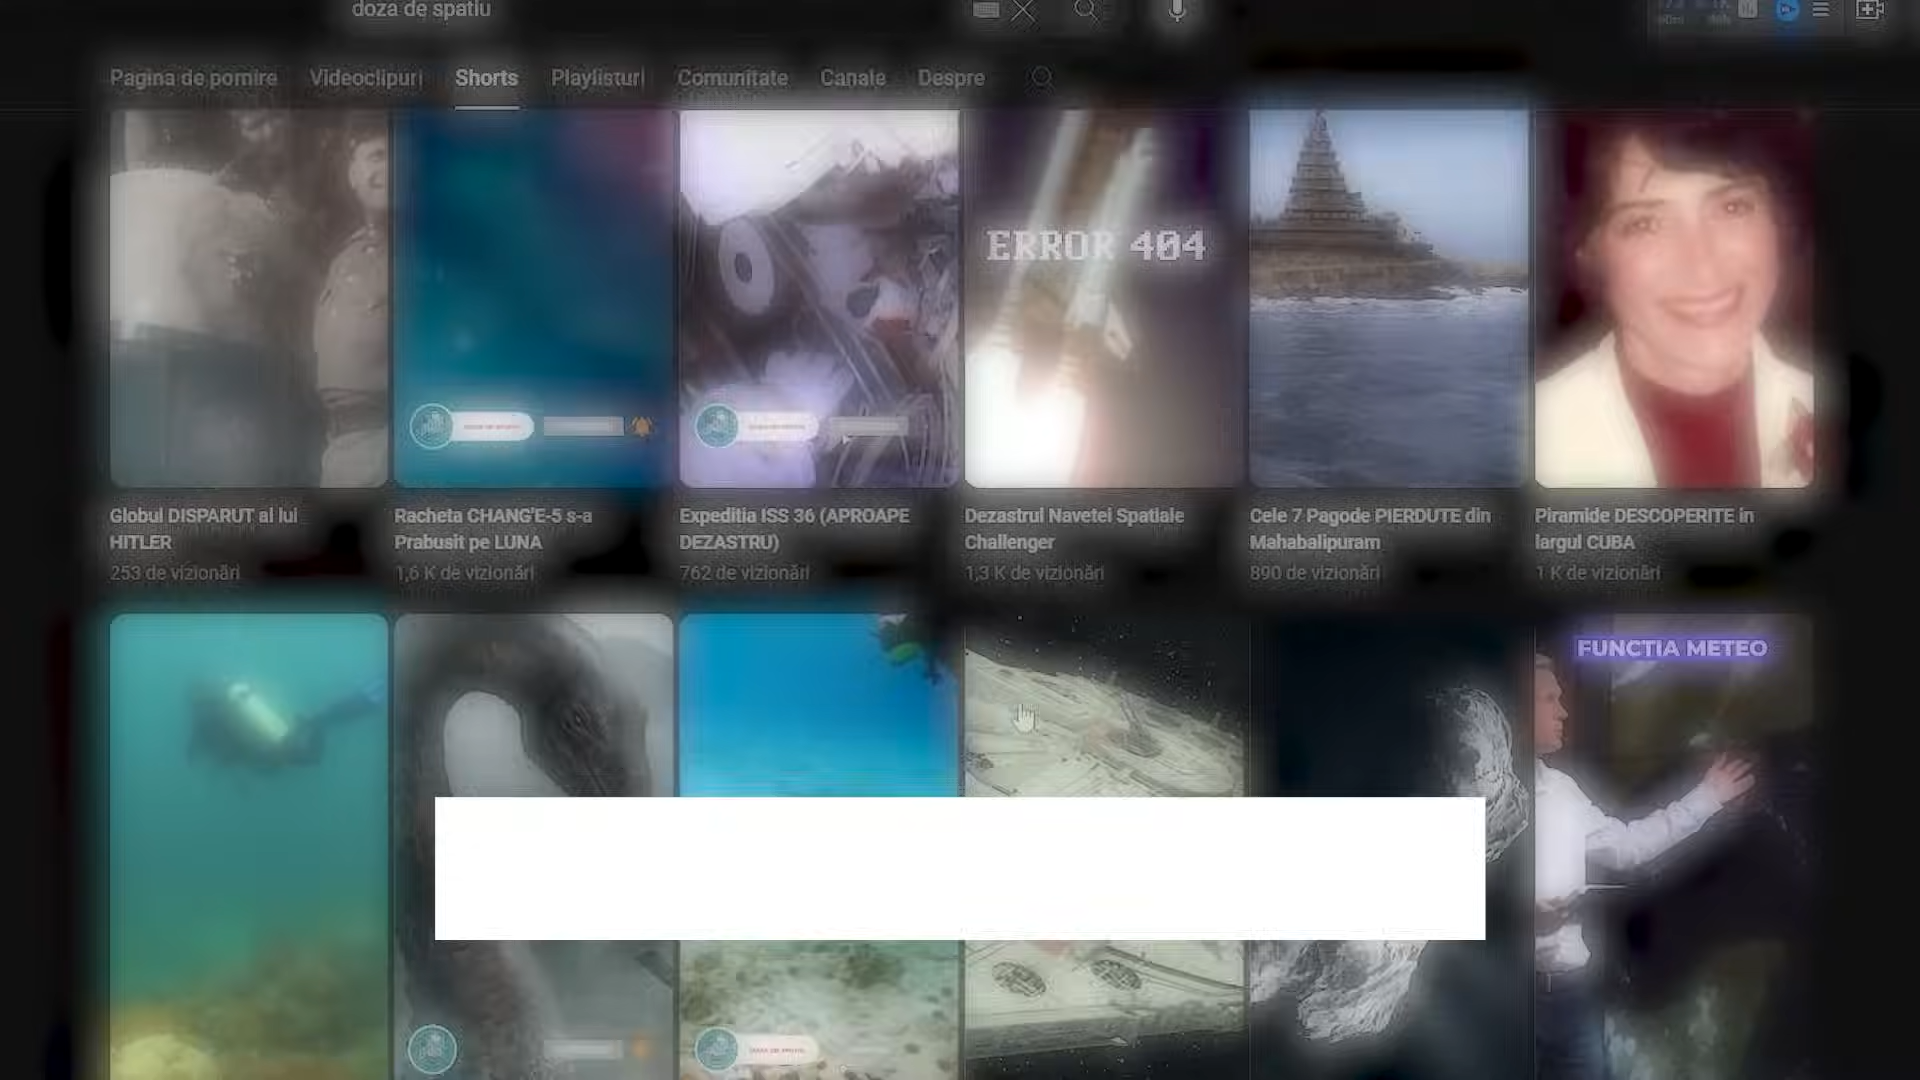 doza de spatiu
Pagina de pornire Videoclipuri Shorts Playlisturi Comunitate Canale Despre
ERROR 404
Globul DISPARUT al lui
HITLER
253 de vizionări
Racheta CHANG'E-5 s-a
Prabusit pe LUNA
1,6 K de vizionări
Expeditia ISS 36 (APROAPE
DEZASTRU)
762 de vizionări
Dezastrul Navetei Spatiale
Challenger
1,3 K de vizionări
Cele 7 Pagode PIERDUTE din
Mahabalipuram
890 de vizionări
Piramide DESCOPERITE in
largul CUBA
1 K de vizionări
FUNCTIA METEO